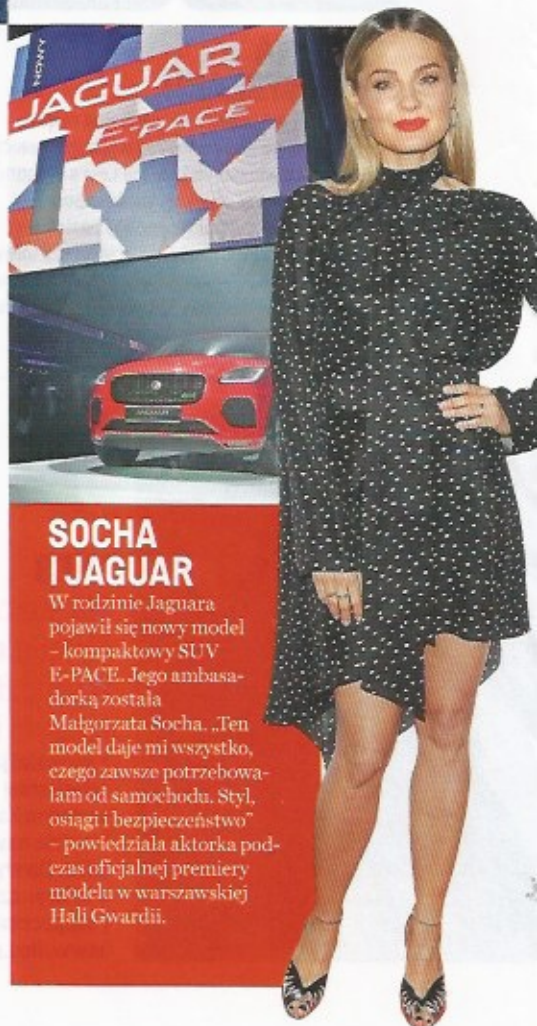 NOWY
JAGUAR
E-PACE
JAGUAR
SOCHA
I JAGUAR
W rodzinie Jaguara
pojawił się nowy model
– kompaktowy SUV
E-PACE. Jego ambasa-
dorką została
Małgorzata Socha. „Ten
model daje mi wszystko,
czego zawsze potrzebowa-
łam od samochodu. Styl,
osiągi i bezpieczeństwo”
– powiedziała aktorka pod-
czas oficjalnej premiery
modelu w warszawskiej
Hali Gwardii.